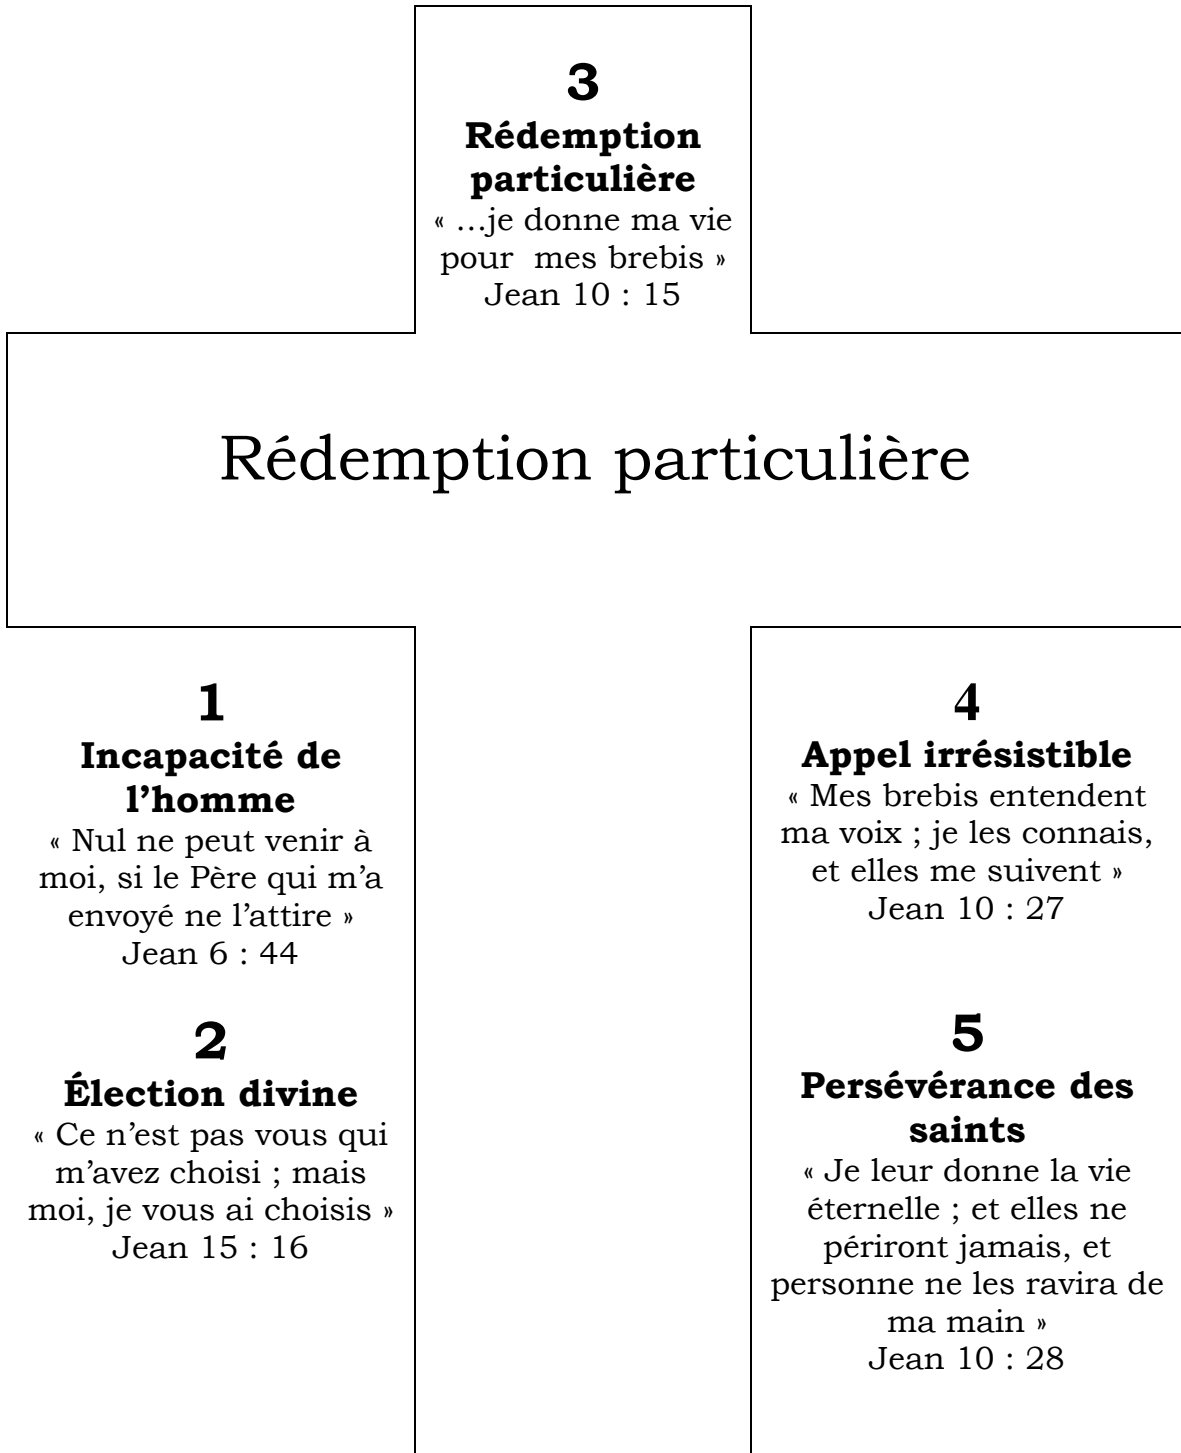 3
Rédemption
particulière
« …je donne ma vie
pour  mes brebis »
Jean 10 : 15
Rédemption particulière
1
Incapacité de
l’homme
« Nul ne peut venir à
moi, si le Père qui m’a
envoyé ne l’attire »
Jean 6 : 44
2
Élection divine
« Ce n’est pas vous qui
m’avez choisi ; mais
moi, je vous ai choisis »
Jean 15 : 16
4
Appel irrésistible
« Mes brebis entendent
ma voix ; je les connais,
et elles me suivent »
Jean 10 : 27
5
Persévérance des
saints
« Je leur donne la vie
éternelle ; et elles ne
périront jamais, et
personne ne les ravira de
ma main »
Jean 10 : 28